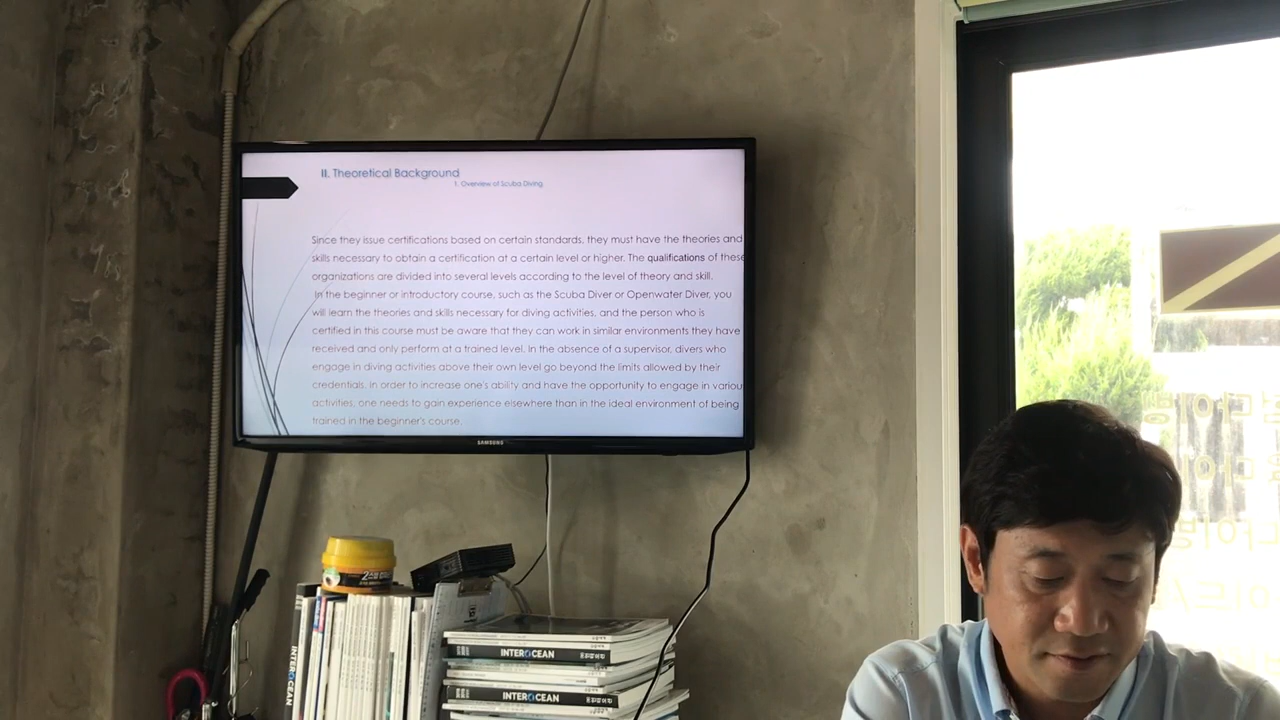 II. Theoretical Background
1. Overview of Scuba Diving
Since they issue certifications based on certain standards, they must have the theories and
skills necessary to obtain a certification at a certain level or higher. The qualifications of these
organizations are divided into several levels according to the level of theory and skill.
In the beginner or introductory course, such as the Scuba Diver or Openwater Diver, you
will learn the theories and skills necessary for diving activities, and the person who is
certified in this course must be aware that they can work in similar environments they have
received and only perform at a trained level. In the absence of a supervisor, divers who
engage in diving activities above their own level go beyond the limits allowed by their
credentials. In order to increase one's ability and have the opportunity to engage in variou
activities, one needs to gain experience elsewhere than in the ideal environment of being
trained in the beginner's course.
SAMSUNG
INTEROCEAN
INTEROCEAN
INTEROCEAN